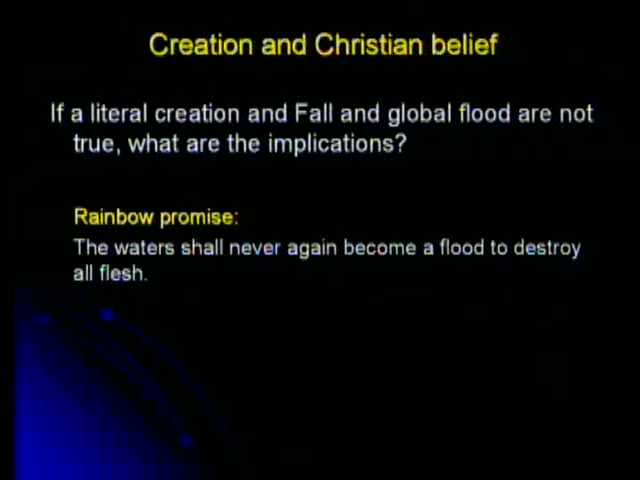 Creation and Christian belief
If a literal creation and Fall and global flood are not
true, what are the implications?
Rainbow promise:
The waters shall never again become a flood to destroy
all flesh.